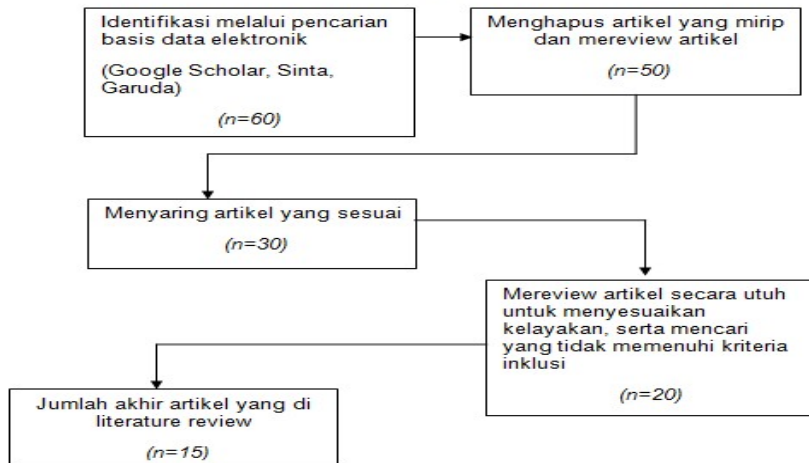 Identifikasi melalui pencarian
basis data elektronik
(Google Scholar, Sinta,
Garuda)
(n=60)
Menghapus artikel yang mirip
dan mereview artikel
(n=50)
Menyaring artikel yang sesuai
(n=30)
Mereview artikel secara utuh
untuk menyesuaikan
kelayakan, serta mencari
yang tidak memenuhi kriteria
inklusi
(n=20)
Jumlah akhir artikel yang di
literature review
(n=15)